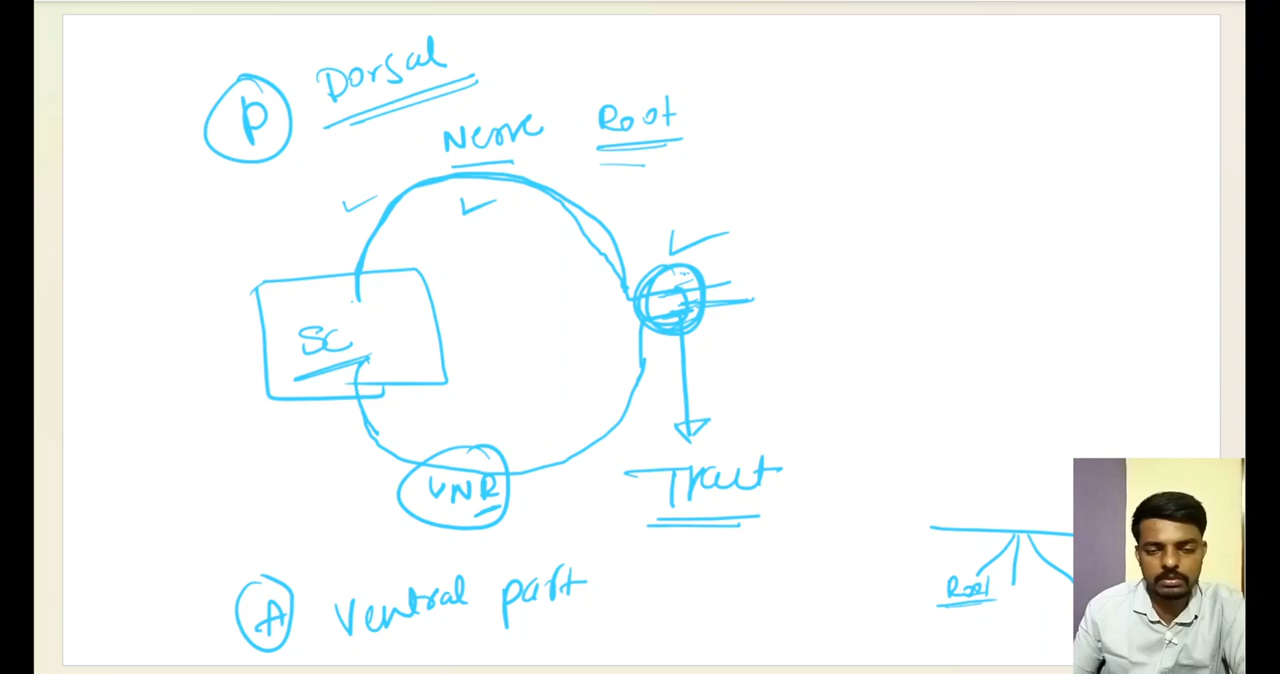 P Dorsal
Nerve Root
SC
VNR
Tract
Root
A Ventral part